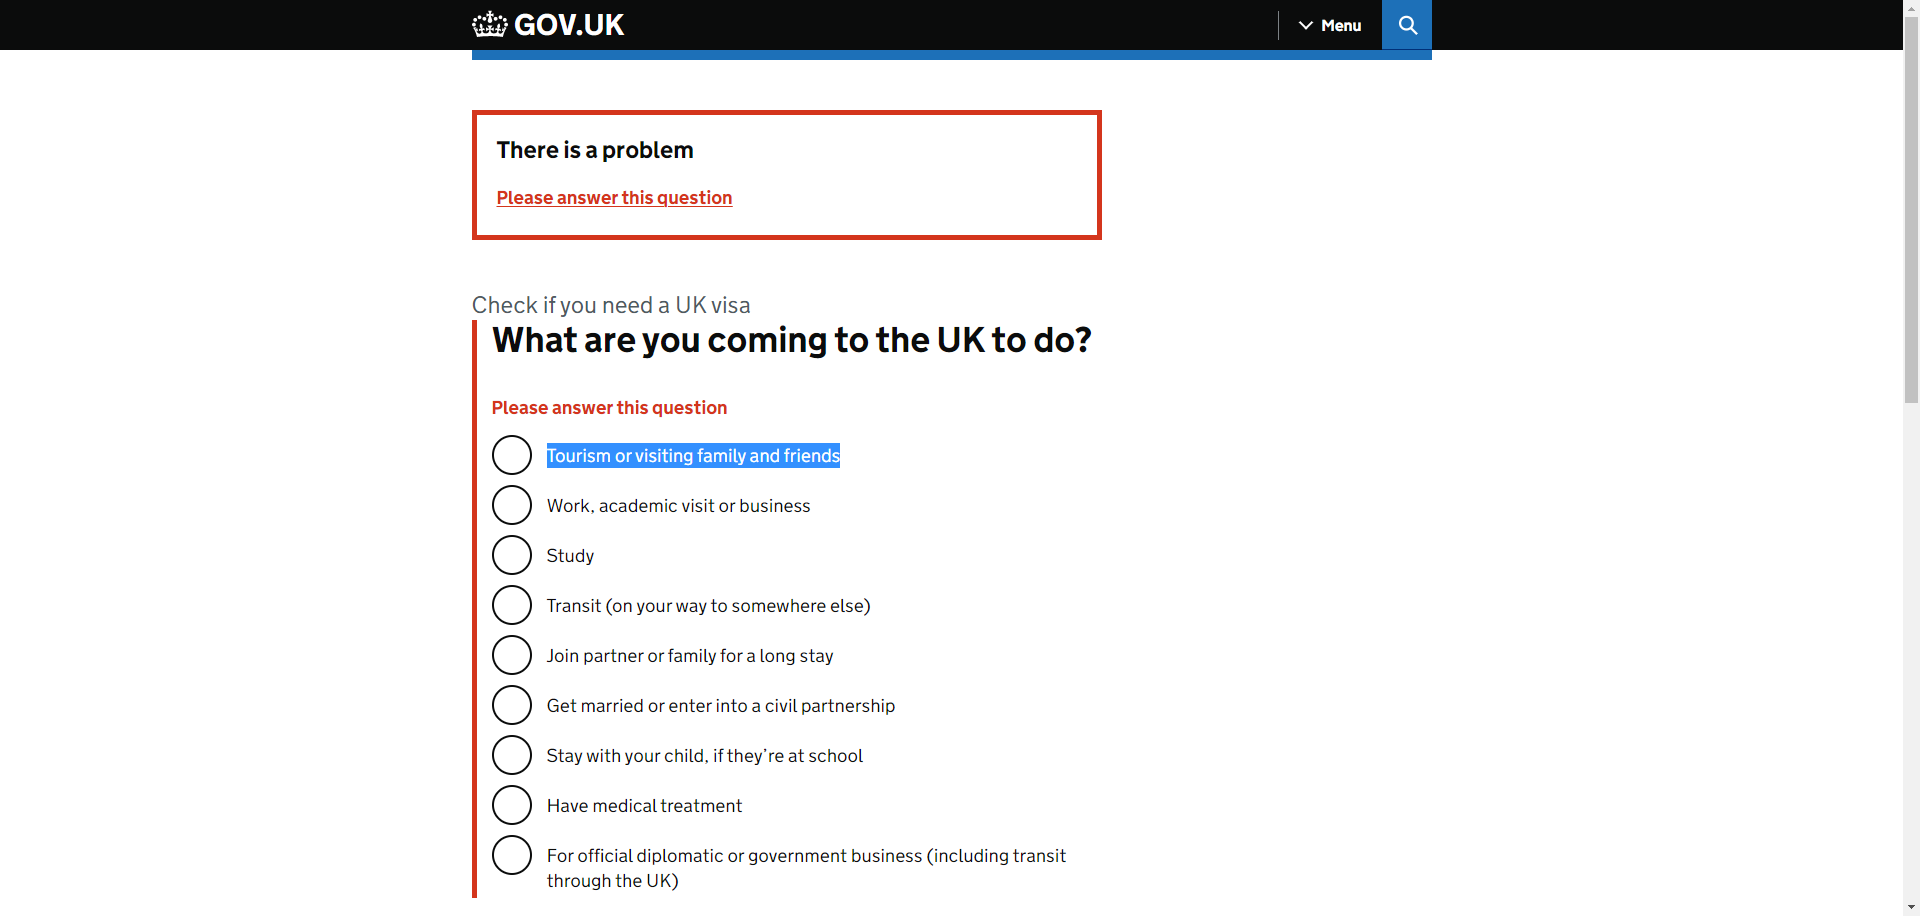 GOV.UK
Menu
There is a problem
Please answer this question
Check if you need a UK visa
What are you coming to the UK to do?
Please answer this question
Tourism or visiting family and friends
Work, academic visit or business
Study
Transit (on your way to somewhere else)
Join partner or family for a long stay
Get married or enter into a civil partnership
Stay with your child, if they’re at school
Have medical treatment
For official diplomatic or government business (including transit
through the UK)